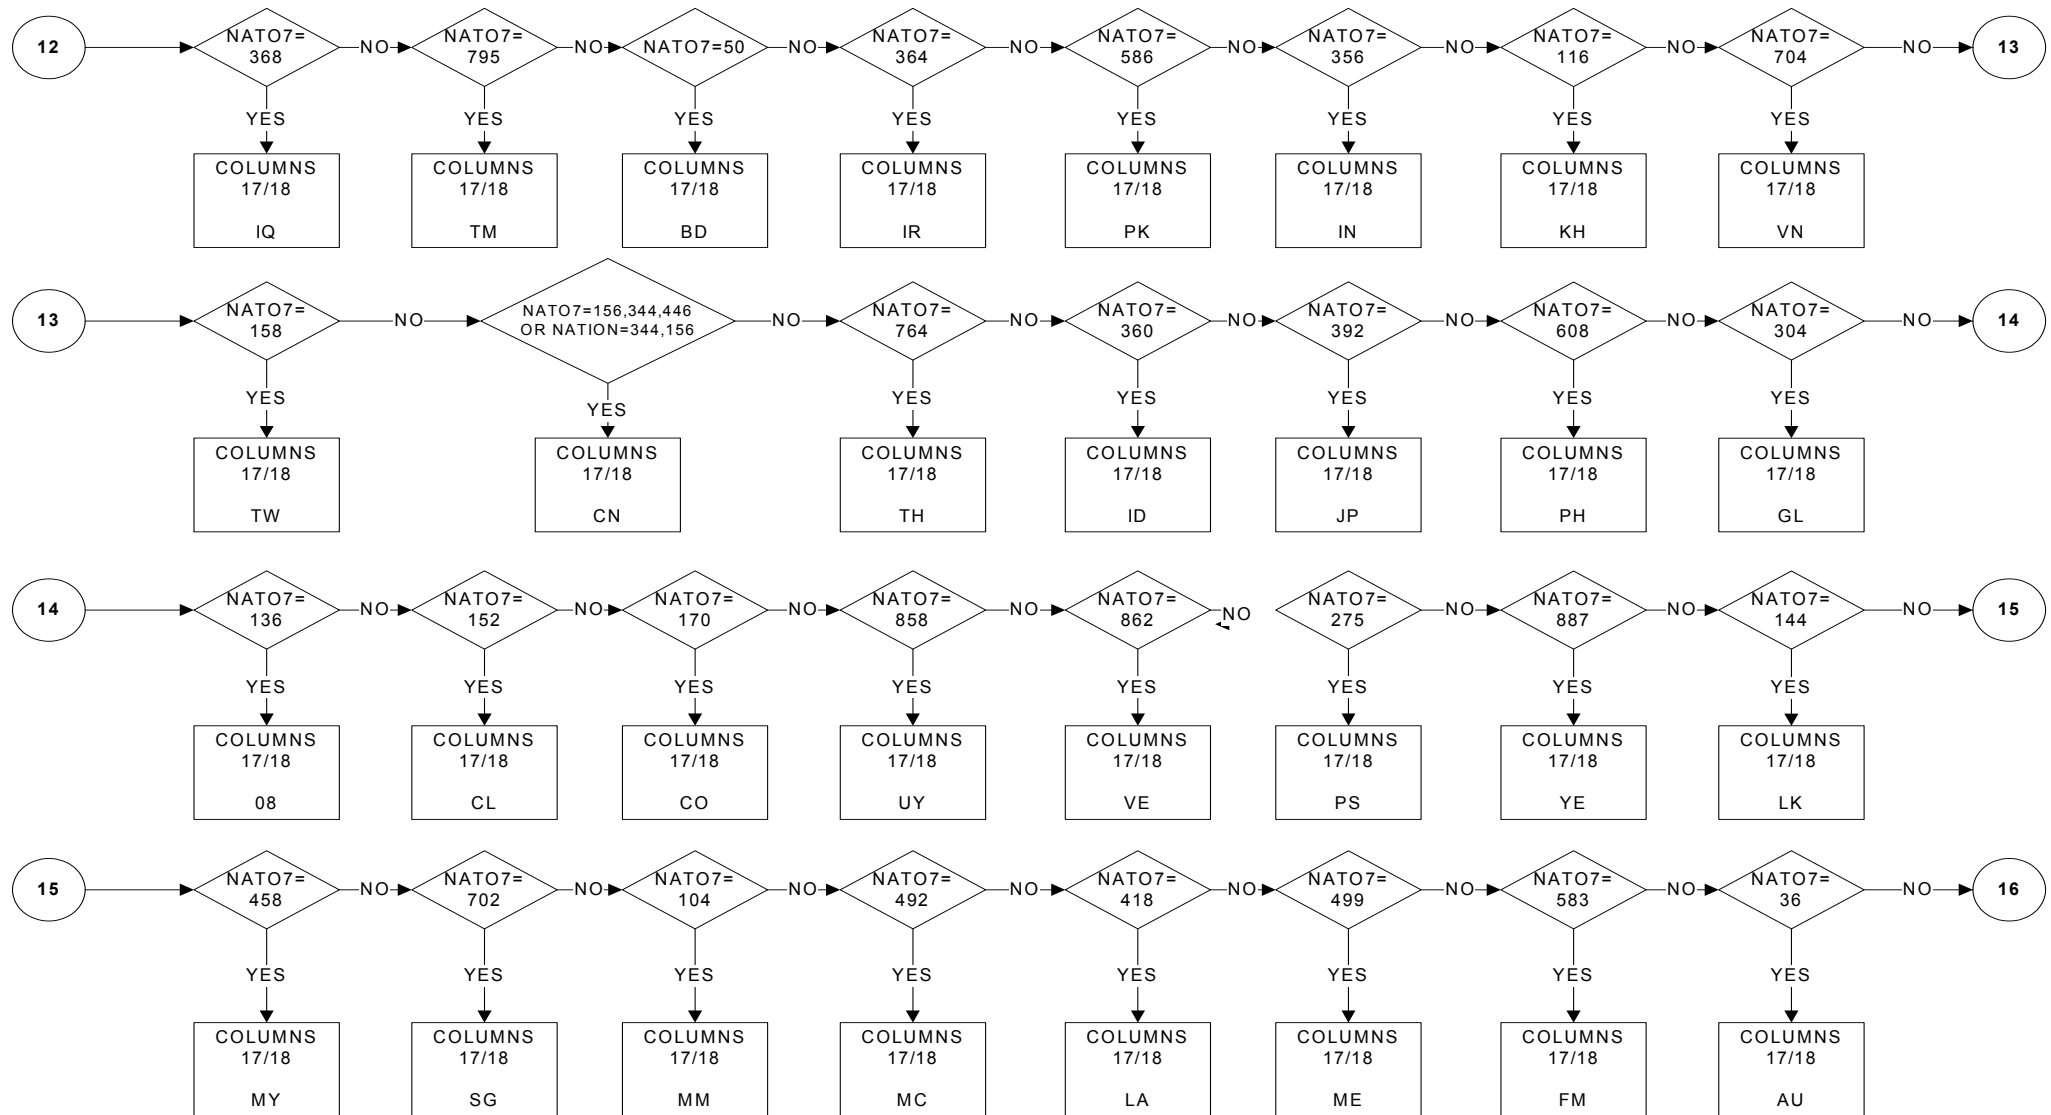 12
NATO7=
368
NO
NATO7=
795
NO
NATO7=50
NO
NATO7=
364
NO
NATO7=
586
NO
NATO7=
356
NO
NATO7=
116
NO
NATO7=
704
NO
13
YES
YES
YES
YES
YES
YES
YES
YES
COLUMNS
17/18
IQ
COLUMNS
17/18
TM
COLUMNS
17/18
BD
COLUMNS
17/18
IR
COLUMNS
17/18
PK
COLUMNS
17/18
IN
COLUMNS
17/18
KH
COLUMNS
17/18
VN
13
NATO7=
158
NO
NATO7=156,344,446
OR NATION=344,156
NO
NATO7=
764
NO
NATO7=
360
NO
NATO7=
392
NO
NATO7=
608
NO
NATO7=
304
NO
14
YES
YES
YES
YES
YES
YES
YES
COLUMNS
17/18
TW
COLUMNS
17/18
CN
COLUMNS
17/18
TH
COLUMNS
17/18
ID
COLUMNS
17/18
JP
COLUMNS
17/18
PH
COLUMNS
17/18
GL
14
NATO7=
136
NO
NATO7=
152
NO
NATO7=
170
NO
NATO7=
858
NO
NATO7=
862
NO
NATO7=
275
NO
NATO7=
887
NO
NATO7=
144
NO
15
YES
YES
YES
YES
YES
YES
YES
YES
COLUMNS
17/18
08
COLUMNS
17/18
CL
COLUMNS
17/18
CO
COLUMNS
17/18
UY
COLUMNS
17/18
VE
COLUMNS
17/18
PS
COLUMNS
17/18
YE
COLUMNS
17/18
LK
15
NATO7=
458
NO
NATO7=
702
NO
NATO7=
104
NO
NATO7=
492
NO
NATO7=
418
NO
NATO7=
499
NO
NATO7=
583
NO
NATO7=
36
NO
16
YES
YES
YES
YES
YES
YES
YES
YES
COLUMNS
17/18
MY
COLUMNS
17/18
SG
COLUMNS
17/18
MM
COLUMNS
17/18
MC
COLUMNS
17/18
LA
COLUMNS
17/18
ME
COLUMNS
17/18
FM
COLUMNS
17/18
AU